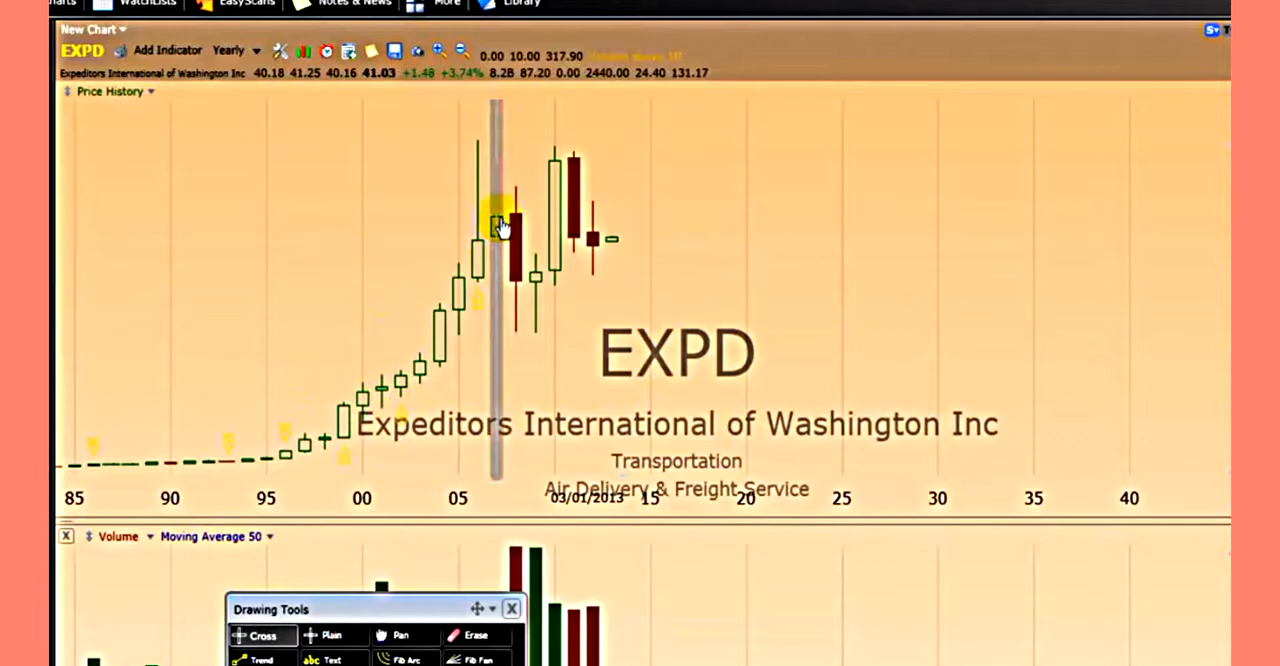 WatchLists EasyScans Notes & News More Library
New Chart
EXPD Add Indicator Yearly 0.00 10.00 317.90
Expeditors International of Washington Inc 40.18 41.25 40.16 41.03 +1.48 +3.74% 8.28 87.20 0.00 2440.00 24.40 131.17
Price History
EXPD
Expeditors International of Washington Inc
Transportation
Air Delivery & Freight Service
85 90 95 00 05 03/01/2013 15 20 25 30 35 40
X Volume Moving Average 50
Drawing Tools X
Cross Plain Pan Erase
Trend abc Text Fib Arc Fib Fan